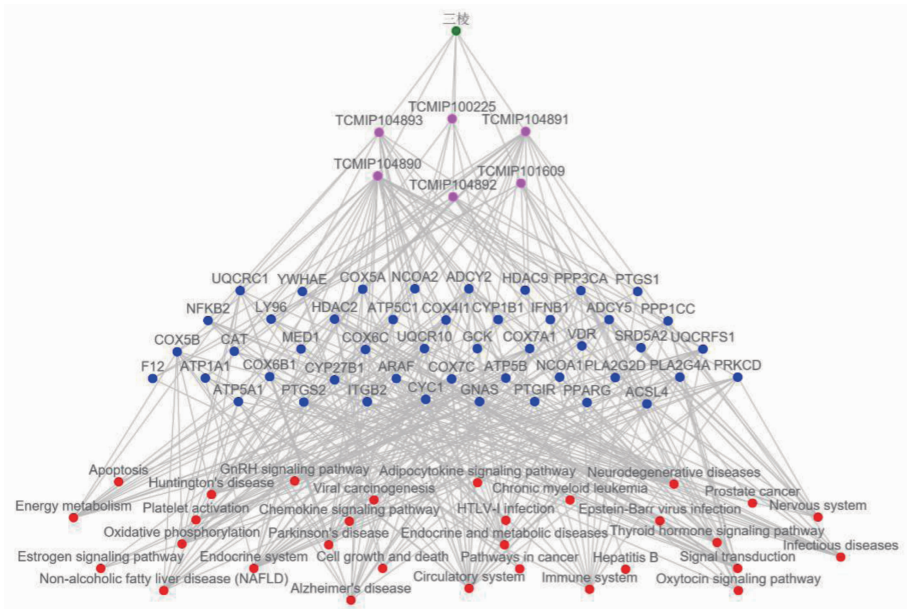 三棱
TCMIP100225
TCMIP104893 TCMIP104891
TCMIP104890 TCMIP101609
TCMIP104892
UQCRC1 YWHAE COX5A NCOA2 ADCY2 HDAC9 PPP3CA PTGS1
NFKB2 LY96 HDAC2 ATP5C1 COX4I1 CYP1B1 IFNB1 ADCY5 PPP1CC
COX5B CAT MED1 COX6C UQCR10 GCK COX7A1 VDR SRD5A2 UQCRFS1
F12 ATP1A1 COX6B1 CYP27B1 ARAF COX7C ATP5B NCOA1 PLA2G2D PLA2G4A PRKCD
ATP5A1 PTGS2 ITGB2 CYC1 GNAS PTGIR PPARG ACSL4
Apoptosis GnRH signaling pathway Adipocytokine signaling pathway Neurodegenerative diseases
Huntington's disease Viral carcinogenesis Chronic myeloid leukemia Prostate cancer
Energy metabolism Platelet activation Chemokine signaling pathway HTLV-I infection Epstein-Barr virus infection Nervous system
Oxidative phosphorylation Parkinson's disease Endocrine and metabolic diseases Thyroid hormone signaling pathway Infectious diseases
Estrogen signaling pathway Endocrine system Cell growth and death Pathways in cancer Hepatitis B Signal transduction
Non-alcoholic fatty liver disease (NAFLD) Alzheimer's disease Circulatory system Immune system Oxytocin signaling pathway